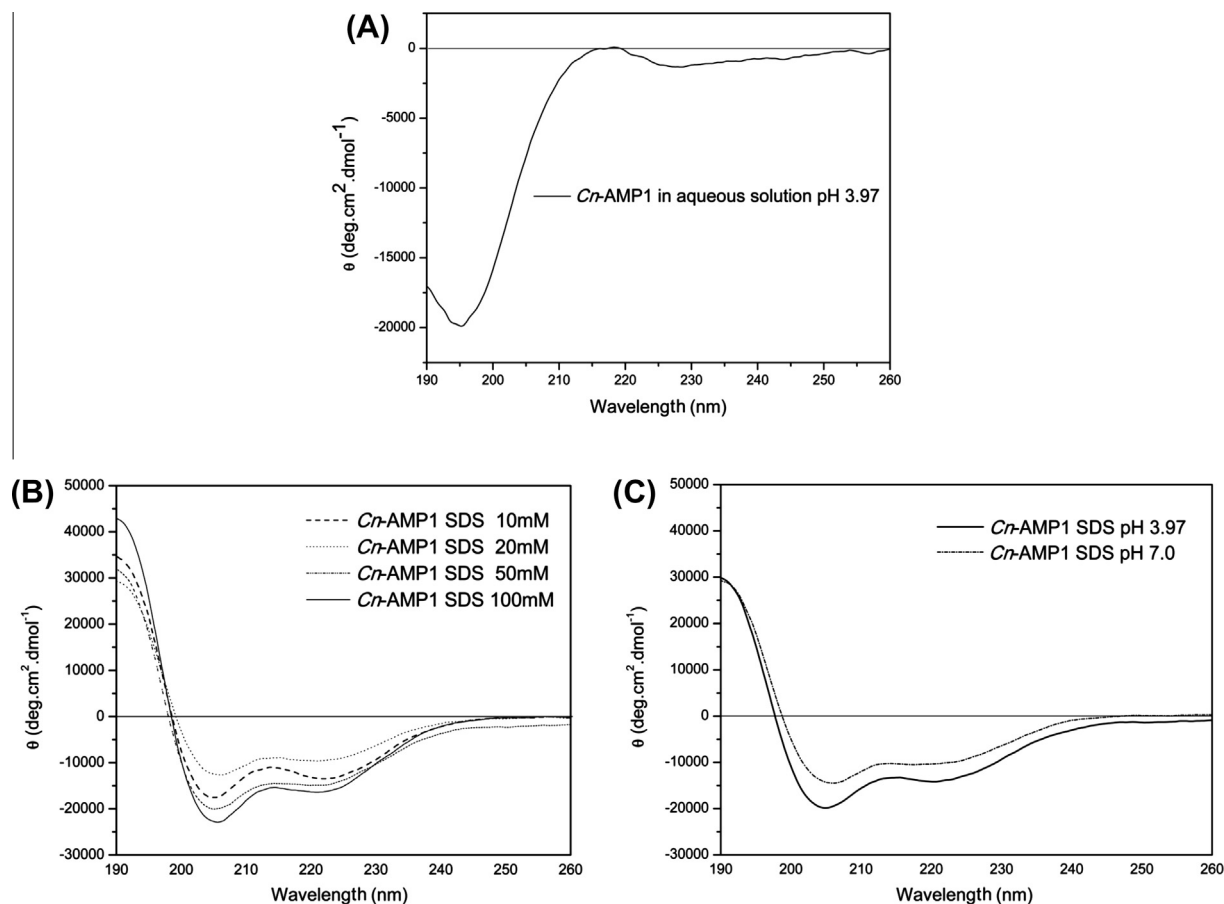 (A)
0
-5000
-10000
-15000
-20000
θ (deg.cm².dmol⁻¹)
Cn-AMP1 in aqueous solution pH 3.97
190 200 210 220 230 240 250 260
Wavelength (nm)
(B)
50000
40000
30000
20000
10000
0
-10000
-20000
-30000
θ (deg.cm².dmol⁻¹)
Cn-AMP1 SDS 10mM
Cn-AMP1 SDS 20mM
Cn-AMP1 SDS 50mM
Cn-AMP1 SDS 100mM
190 200 210 220 230 240 250 260
Wavelength (nm)
(C)
50000
40000
30000
20000
10000
0
-10000
-20000
-30000
θ (deg.cm².dmol⁻¹)
Cn-AMP1 SDS pH 3.97
Cn-AMP1 SDS pH 7.0
190 200 210 220 230 240 250 260
Wavelength (nm)